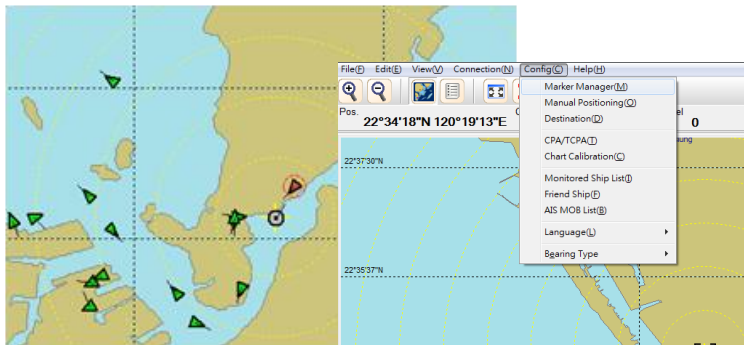 File(F) Edit(E) View(V) Connection(N) Config(C) Help(H)
Marker Manager(M)
Manual Positioning(O)
Destination(D)
CPA/TCPA(T)
Chart Calibration(C)
Monitored Ship List(I)
Friend Ship(F)
AIS MOB List(B)
Language(L)
Bearing Type
Pos.
22°34'18"N 120°19'13"E
0
22°37'30"N
22°35'37"N